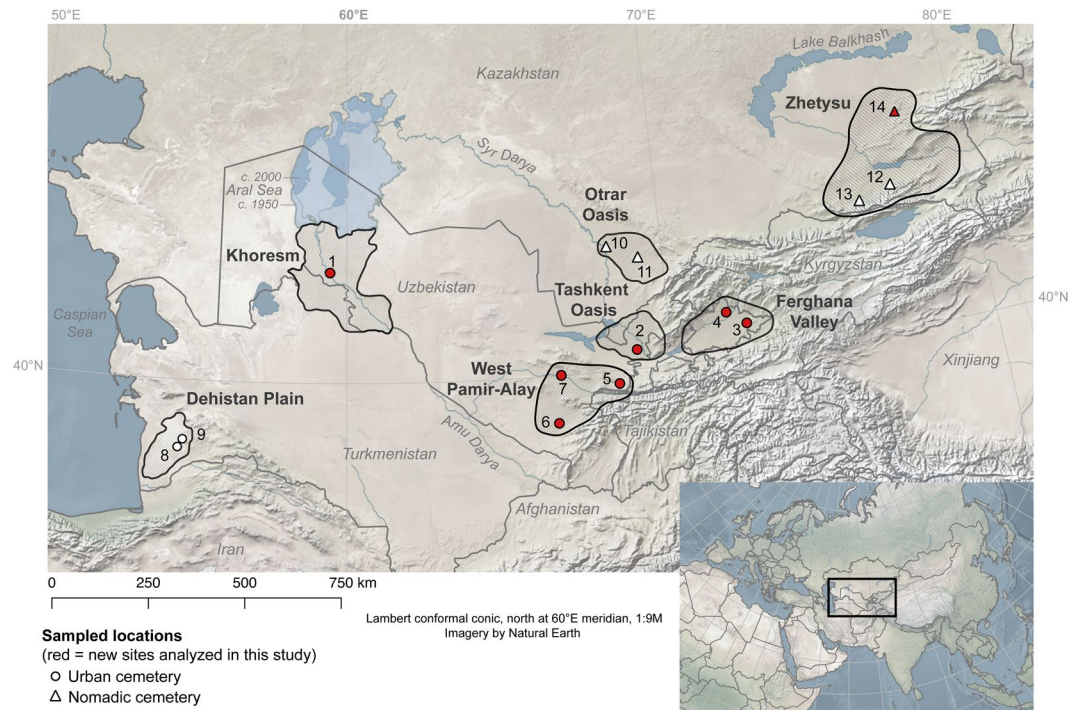 50°E
60°E
70°E
80°E
Lake Balkhash
Kazakhstan
Zhetysu
14
Syr Darya
c. 2000
Aral Sea
c. 1950
12
13
Otrar
Oasis
10
11
Khoresm
1
Kyrgyzstan
Uzbekistan
Tashkent
Oasis
2
Ferghana
Valley
4
3
40°N
Caspian
Sea
40°N
West
Pamir-Alay
5
7
6
Xinjiang
Dehistan Plain
9
8
Amu Darya
Tajikistan
Turkmenistan
Afghanistan
Iran
0 250 500 750 km
Lambert conformal conic, north at 60°E meridian, 1:9M
Imagery by Natural Earth
Sampled locations
(red = new sites analyzed in this study)
Urban cemetery
Nomadic cemetery